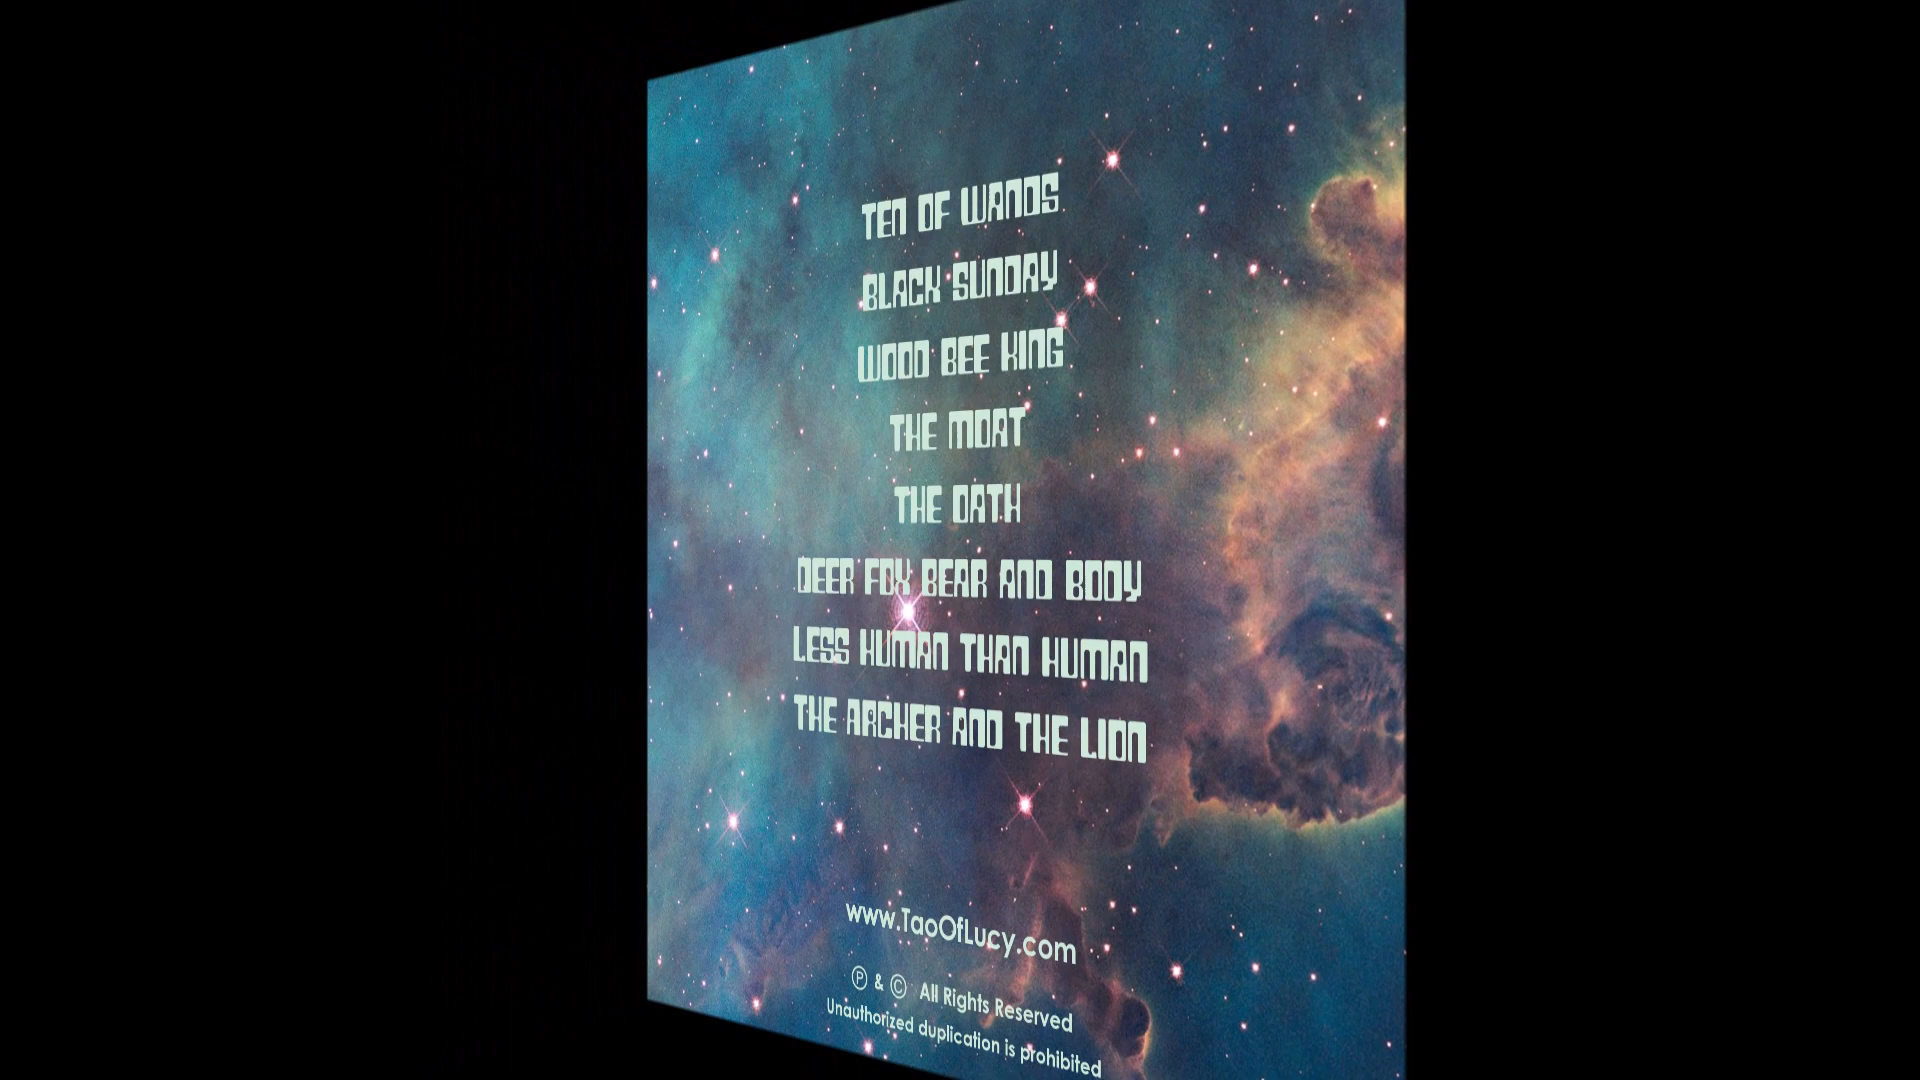 TEN OF WANDS
BLACK SUNDAY
WOOD BEE KING
THE MOAT
THE OATH
DEER FOX BEAR AND BODY
LESS HUMAN THAN HUMAN
THE ARCHER AND THE LION
www.TaoOfLucy.com
Ⓟ & © All Rights Reserved
Unauthorized duplication is prohibited